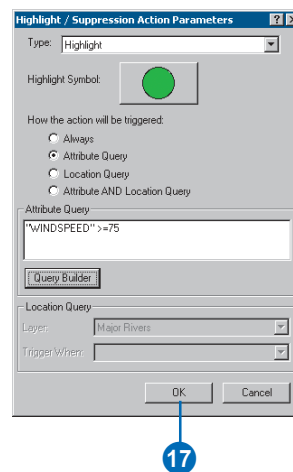 Highlight / Suppression Action Parameters
Type: Highlight
Highlight Symbol:
How the action will be triggered:
Always
Attribute Query
Location Query
Attribute AND Location Query
Attribute Query
"WINDSPEED" >=75
Query Builder
Location Query
Layer: Major Rivers
Trigger When:
OK Cancel
17